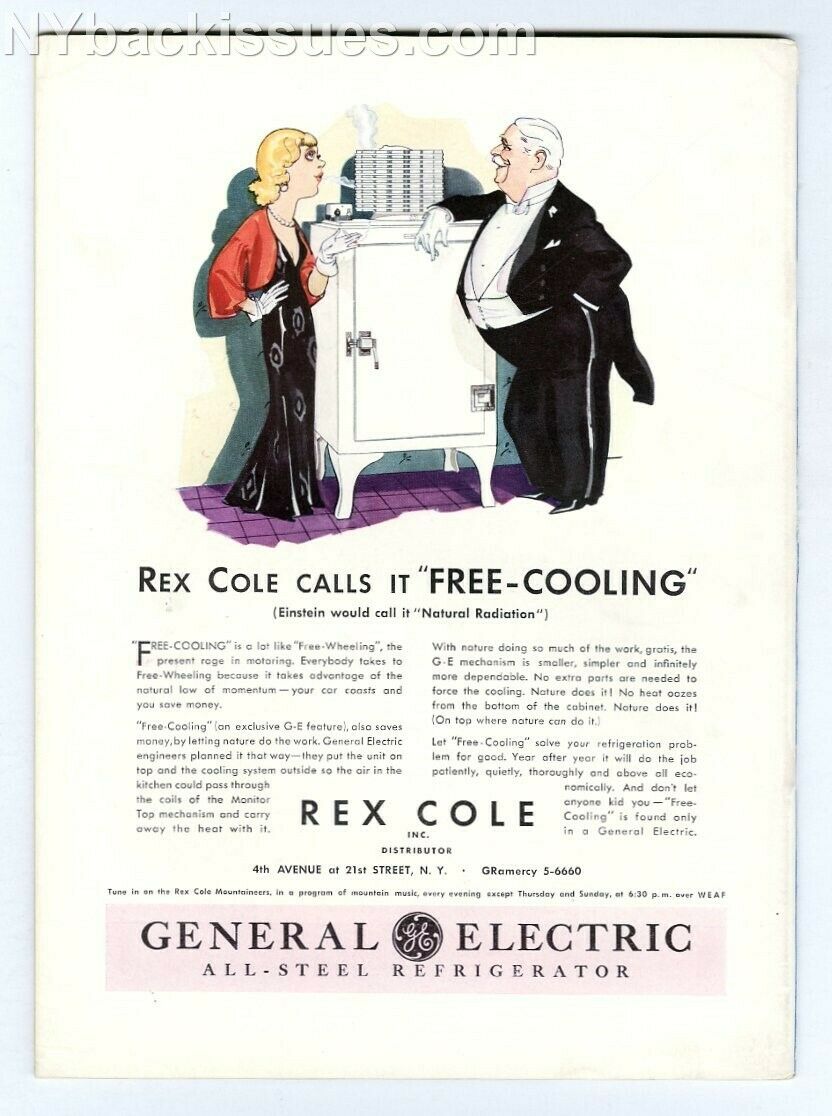 NYbackissues.com
REX COLE CALLS IT "FREE-COOLING"
(Einstein would call it "Natural Radiation")
"FREE-COOLING" is a lot like "Free-Wheeling", the
present rage in motoring. Everybody takes to
Free-Wheeling because it takes advantage of the
natural law of momentum—your car coasts and
you save money.
"Free-Cooling" (an exclusive G-E feature), also saves
money, by letting nature do the work. General Electric
engineers planned it that way—they put the unit on
top and the cooling system outside so the air in the
kitchen could pass through
the coils of the Monitor
Top mechanism and carry
away the heat with it.
With nature doing so much of the work, gratis, the
G-E mechanism is smaller, simpler and infinitely
more dependable. No extra parts are needed to
force the cooling. Nature does it! No heat oozes
from the bottom of the cabinet. Nature does it!
(On top where nature can do it.)
Let "Free-Cooling" solve your refrigeration prob-
lem for good. Year after year it will do the job
patiently, quietly, thoroughly and above all eco-
nomically. And don't let
anyone kid you—"Free-
Cooling" is found only
in a General Electric.
REX COLE
INC.
DISTRIBUTOR
4th AVENUE at 21st STREET, N. Y. · GRamercy 5-6660
Tune in on the Rex Cole Mountaineers, in a program of mountain music, every evening except Thursday and Sunday, at 6:30 p. m. over WEAF
GENERAL GE ELECTRIC
ALL-STEEL REFRIGERATOR